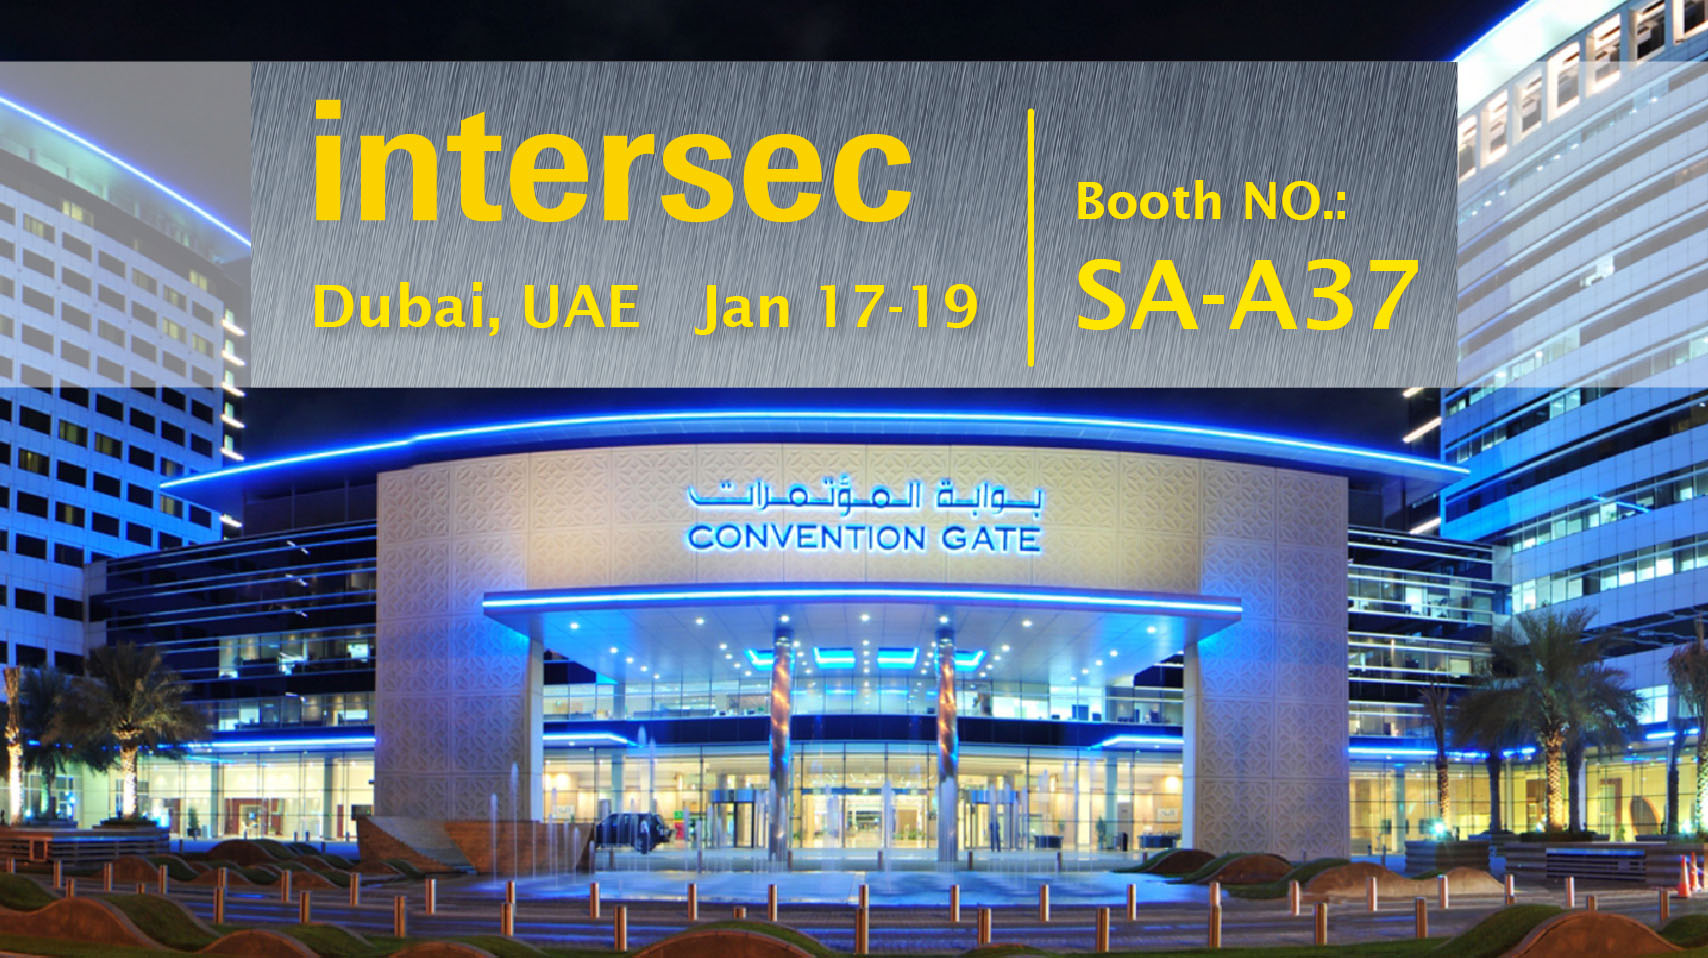 intersec
Dubai, UAE Jan 17-19
Booth NO.:
SA-A37
بوابة المؤتمرات
CONVENTION GATE